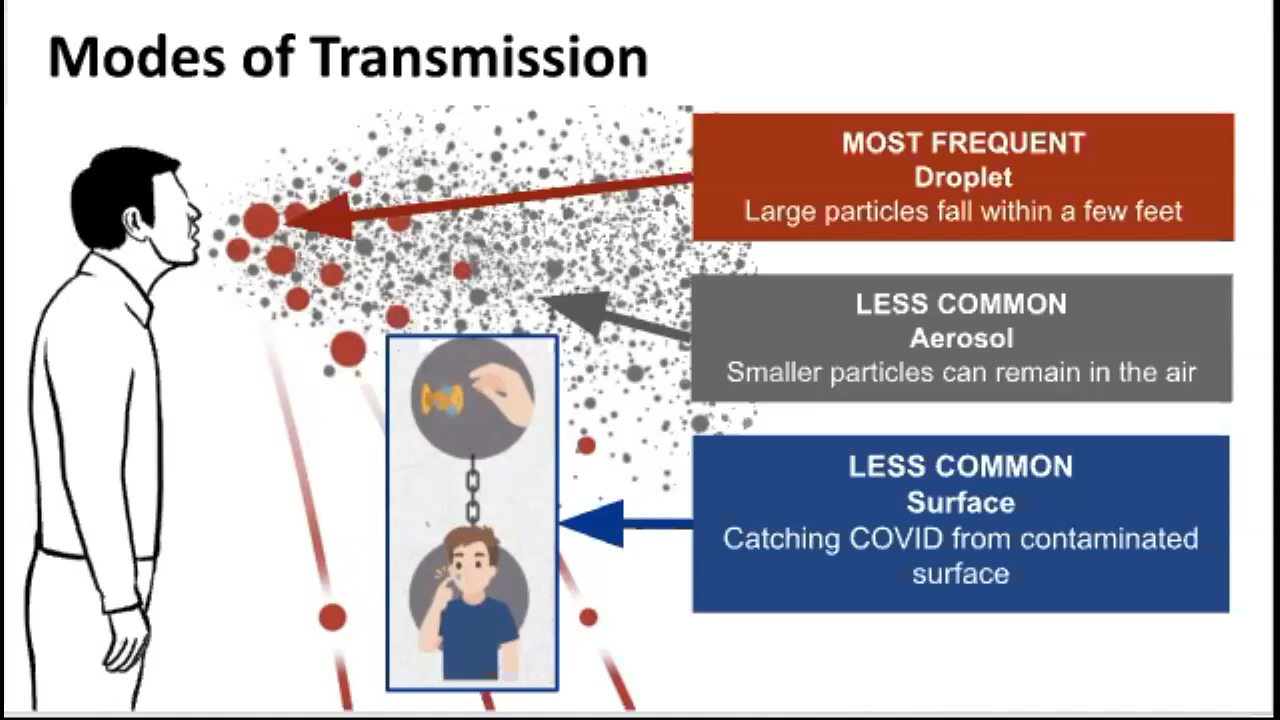 Modes of Transmission
MOST FREQUENT
Droplet
Large particles fall within a few feet
LESS COMMON
Aerosol
Smaller particles can remain in the air
LESS COMMON
Surface
Catching COVID from contaminated
surface